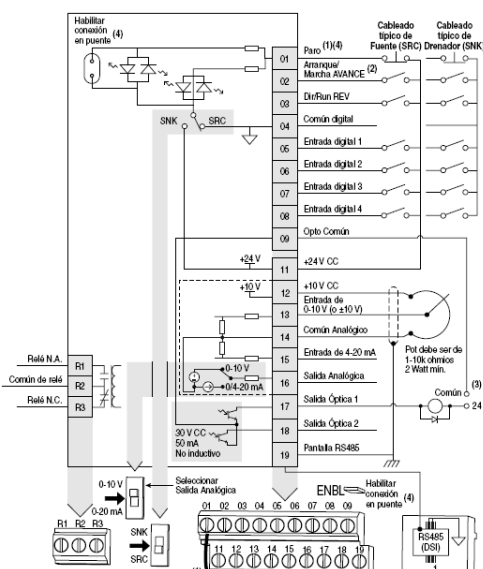 Habilitar
conexión (4)
en puente
Cableado
típico de
Fuente (SRC)
Cableado
típico de
Drenador (SNK)
01 Paro (1)(4)
Arranque/
02 Marcha AVANCE (2)
03 Dir/Run REV
SNK SRC
04 Común digital
05 Entrada digital 1
06 Entrada digital 2
07 Entrada digital 3
08 Entrada digital 4
09 Opto Común
+24 V
11 +24 V CC
+10 V
12 +10 V CC
Entrada de
13 0-10 V (o ±10 V)
14 Común Analógico
Pot debe ser de
1-10k ohmios
2 Watt min.
15 Entrada de 4-20 mA
0-10 V
0/4-20 mA
16 Salida Analógica
Relé N.A. R1
Común de relé R2
Relé N.C. R3
Común (3)
24
17 Salida Óptica 1
30 V CC
50 mA
No inductivo
18 Salida Óptica 2
19 Pantalla RS485
0-10 V
0-20 mA
Seleccionar
Salida Analógica
ENBL
Habilitar
conexión (4)
en puente
01 02 03 04 05 06 07 08 09
R1 R2 R3
SNK
SRC
11 12 13 14 15 16 17 18 19
RS485
(DSI)
1